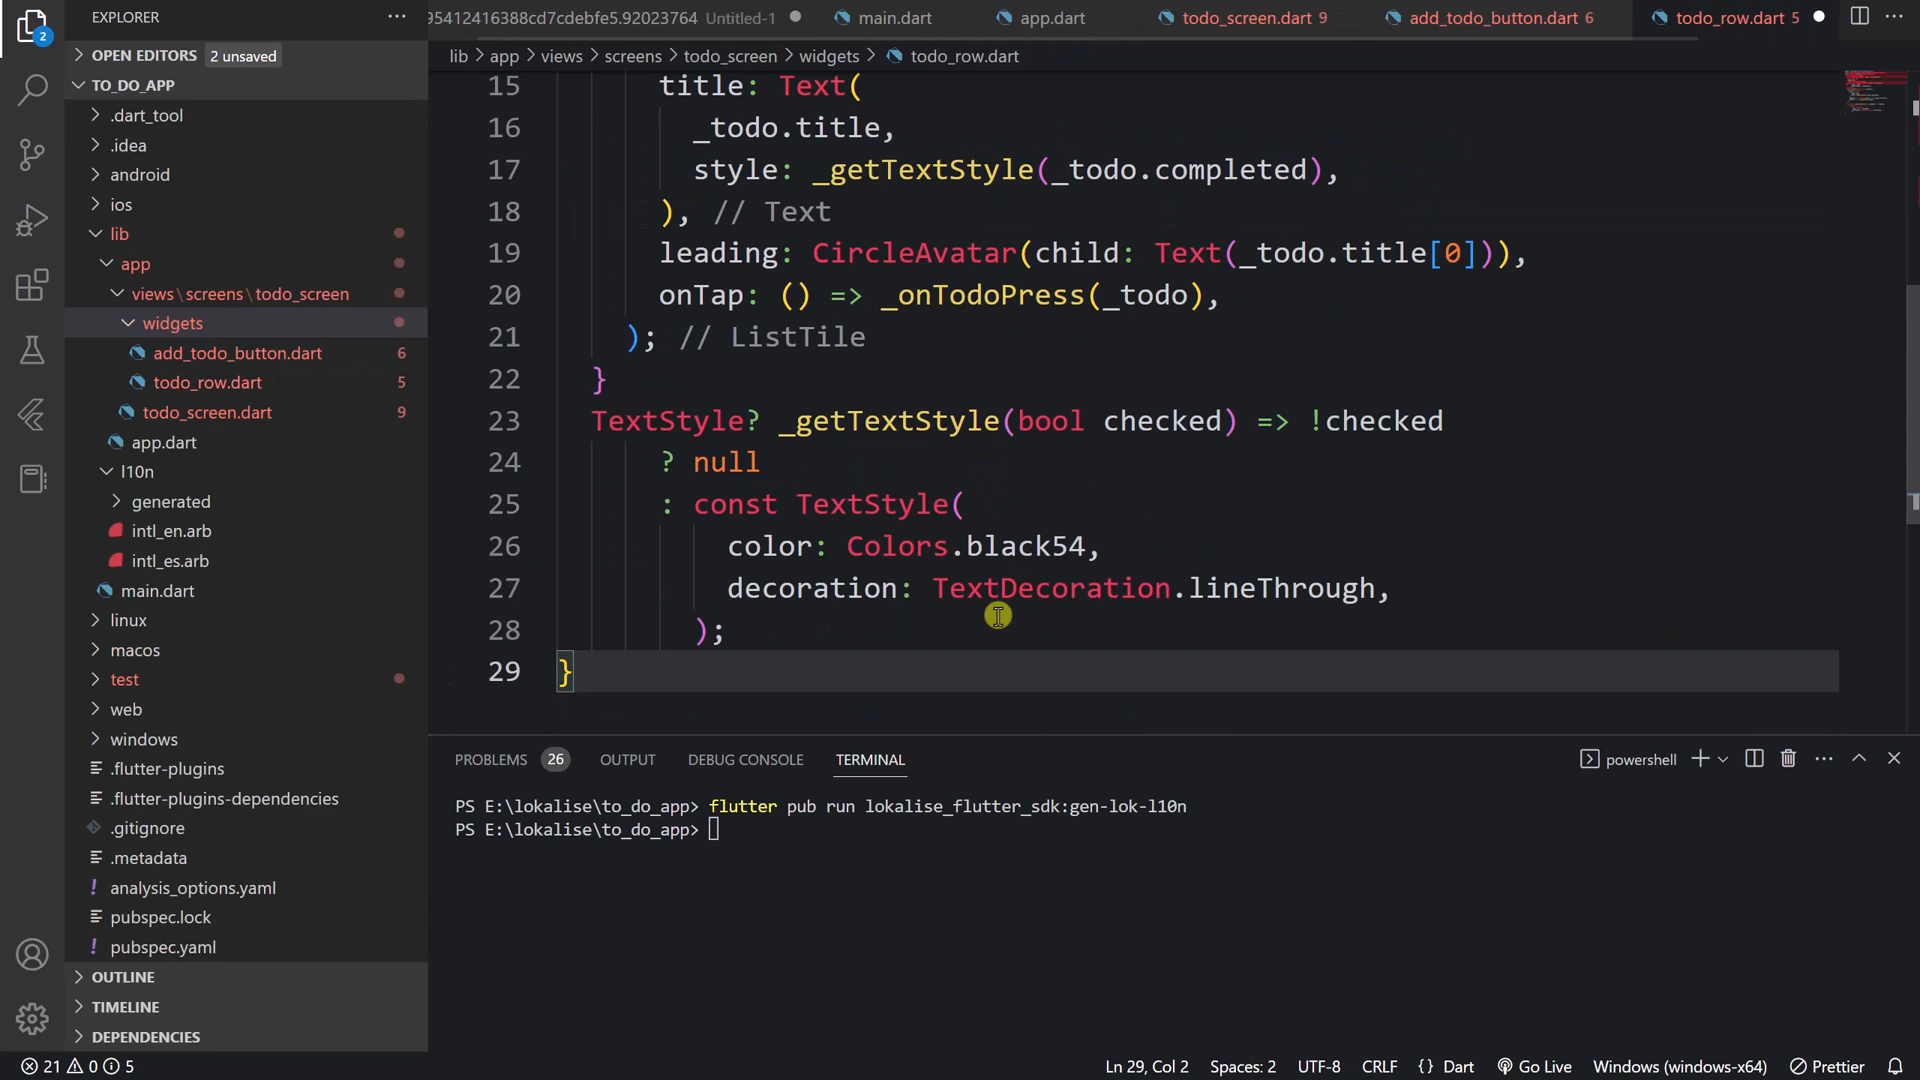 EXPLORER
2
OPEN EDITORS 2 unsaved
TO_DO_APP
.dart_tool
.idea
android
ios
lib
app
views\screens\todo_screen
widgets
add_todo_button.dart 6
todo_row.dart 5
todo_screen.dart 9
app.dart
l10n
generated
intl_en.arb
intl_es.arb
main.dart
linux
macos
test
web
windows
.flutter-plugins
.flutter-plugins-dependencies
.gitignore
.metadata
analysis_options.yaml
pubspec.lock
pubspec.yaml
OUTLINE
TIMELINE
DEPENDENCIES
95412416388cd7cdebfe5.92023764 Untitled-1
main.dart
app.dart
todo_screen.dart 9
add_todo_button.dart 6
todo_row.dart 5
lib > app > views > screens > todo_screen > widgets > todo_row.dart
15 title: Text(
16 _todo.title,
17 style: _getTextStyle(_todo.completed),
18 ), // Text
19 leading: CircleAvatar(child: Text(_todo.title[0])),
20 onTap: () => _onTodoPress(_todo),
21 ); // ListTile
22 }
23 TextStyle? _getTextStyle(bool checked) => !checked
24 ? null
25 : const TextStyle(
26 color: Colors.black54,
27 decoration: TextDecoration.lineThrough,
28 );
29 }
PROBLEMS 26 OUTPUT DEBUG CONSOLE TERMINAL
powershell
PS E:\lokalise\to_do_app> flutter pub run lokalise_flutter_sdk:gen-lok-l10n
PS E:\lokalise\to_do_app>
21 0 5
Ln 29, Col 2 Spaces: 2 UTF-8 CRLF {} Dart Go Live Windows (windows-x64) Prettier